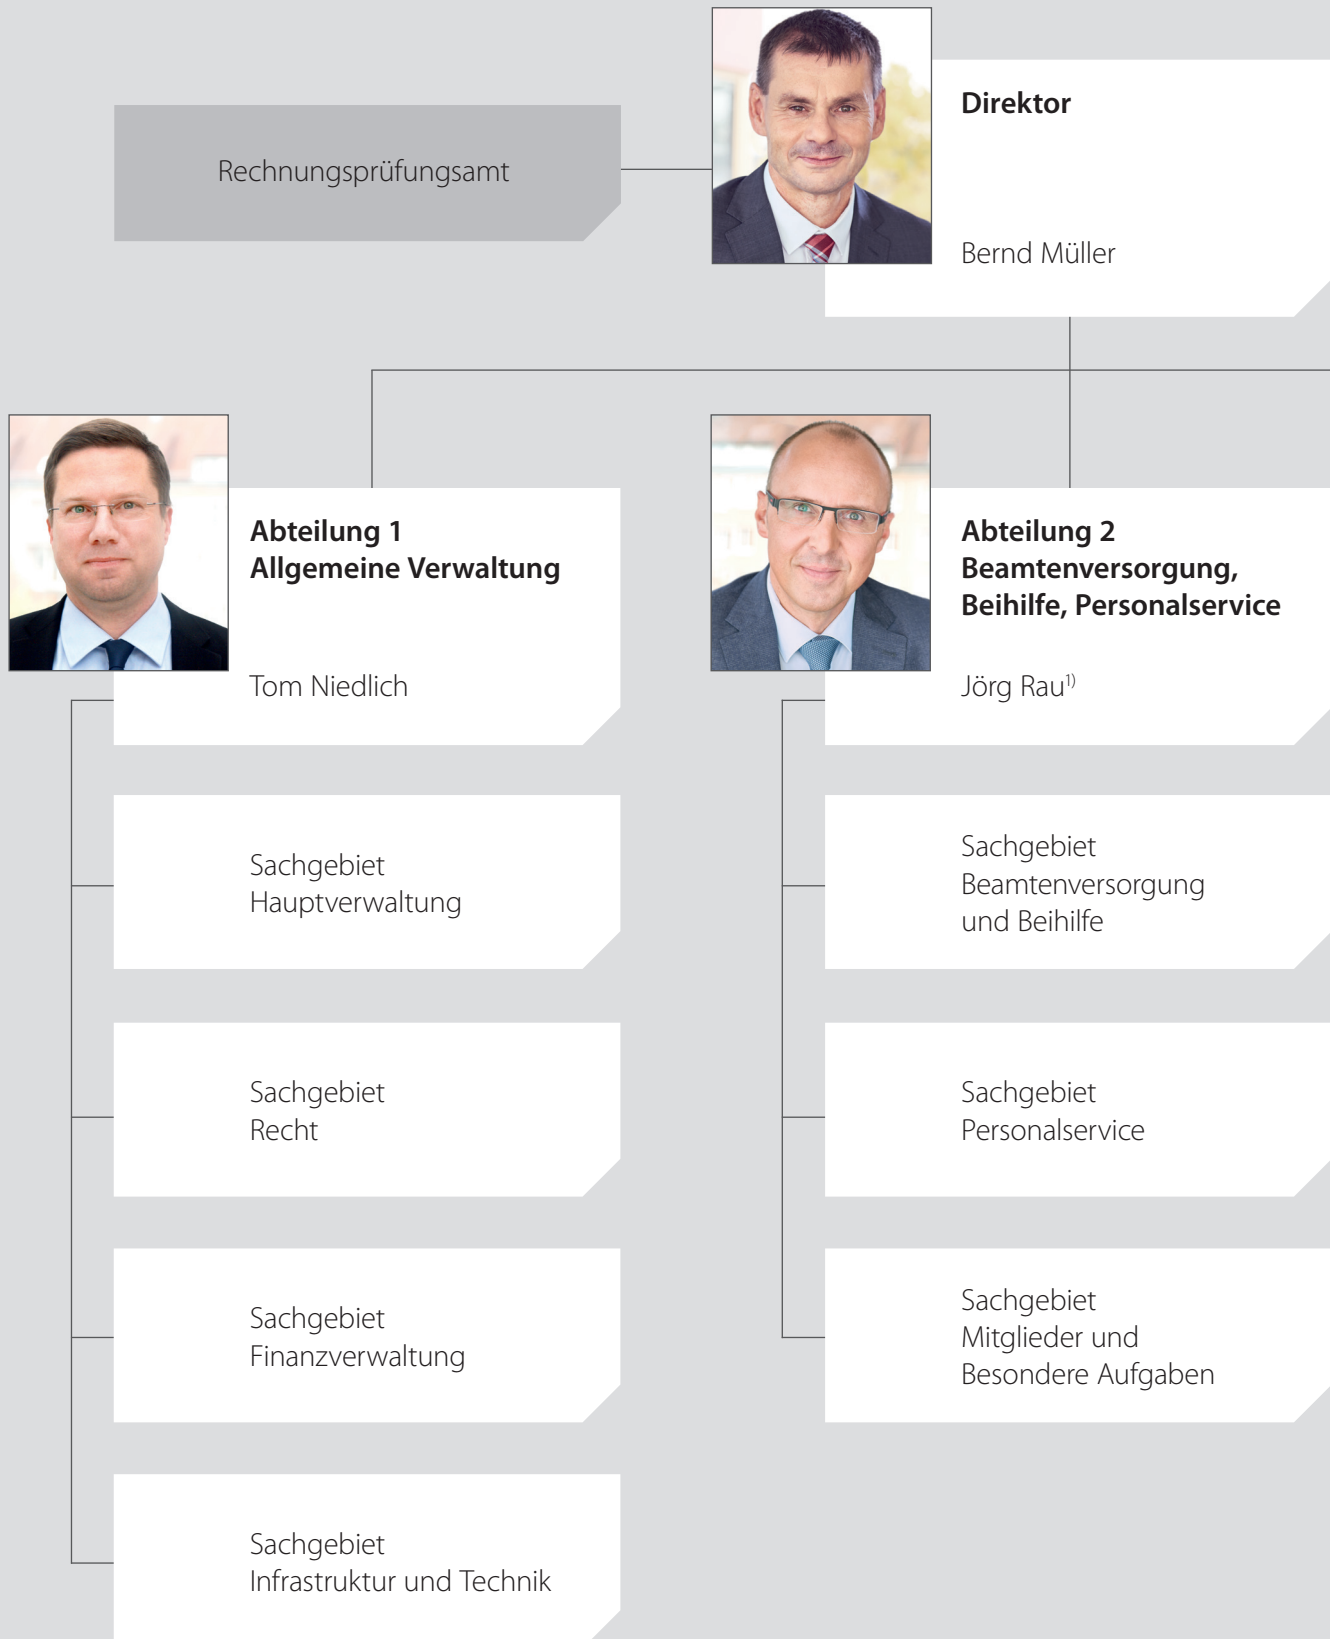 Rechnungsprüfungsamt
Direktor
Bernd Müller
Abteilung 1
Allgemeine Verwaltung
Tom Niedlich
Sachgebiet
Hauptverwaltung
Sachgebiet
Recht
Sachgebiet
Finanzverwaltung
Sachgebiet
Infrastruktur und Technik
Abteilung 2
Beamtenversorgung,
Beihilfe, Personalservice
Jörg Rau¹⁾
Sachgebiet
Beamtenversorgung
und Beihilfe
Sachgebiet
Personalservice
Sachgebiet
Mitglieder und
Besondere Aufgaben